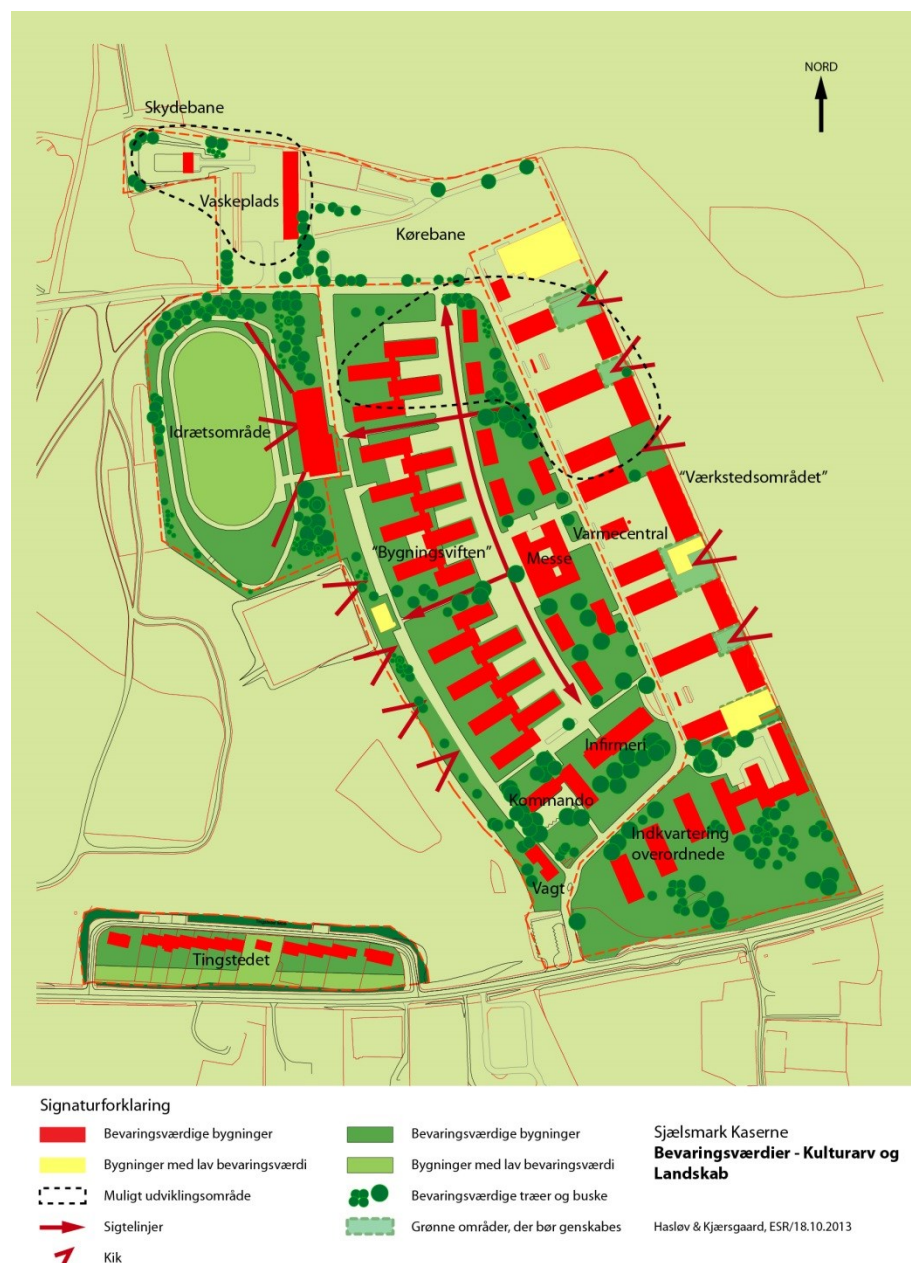 NORD
Skydebane
Vaskeplads
Kørebane
Idrætsområde
"Værkstedsområdet"
Varmecentral
"Bygningsviften"
Messe
Infirmeri
Kommando
Indkvartering
overordnede
Vagt
Tingstedet
Signaturforklaring
Bevaringsværdige bygninger
Bygninger med lav bevaringsværdi
Muligt udviklingsområde
Sigtelinjer
Kik
Bevaringsværdige bygninger
Bygninger med lav bevaringsværdi
Bevaringsværdige træer og buske
Grønne områder, der bør genskabes
Sjælsmark Kaserne
Bevaringsværdier - Kulturarv og
Landskab
Hasløv & Kjærsgaard, ESR/18.10.2013